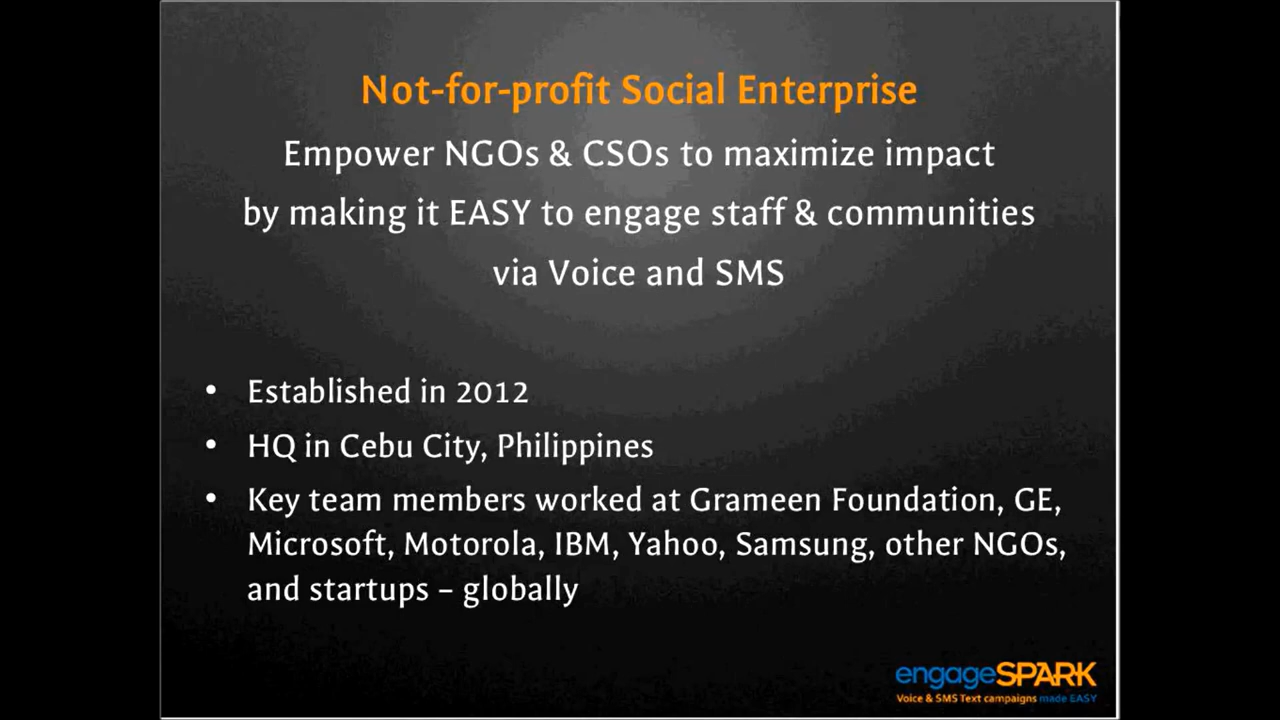 Not-for-profit Social Enterprise
Empower NGOs & CSOs to maximize impact
by making it EASY to engage staff & communities
via Voice and SMS
• Established in 2012
• HQ in Cebu City, Philippines
• Key team members worked at Grameen Foundation, GE,
Microsoft, Motorola, IBM, Yahoo, Samsung, other NGOs,
and startups – globally
engageSPARK
Voice & SMS Text campaigns made EASY